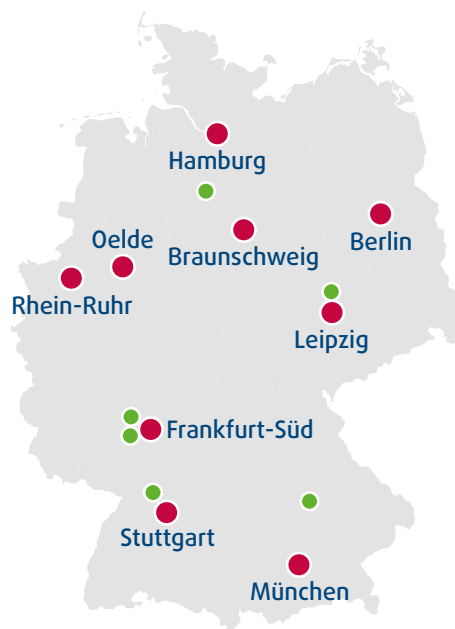 Hamburg
Oelde
Braunschweig
Berlin
Rhein-Ruhr
Leipzig
Frankfurt-Süd
Stuttgart
München